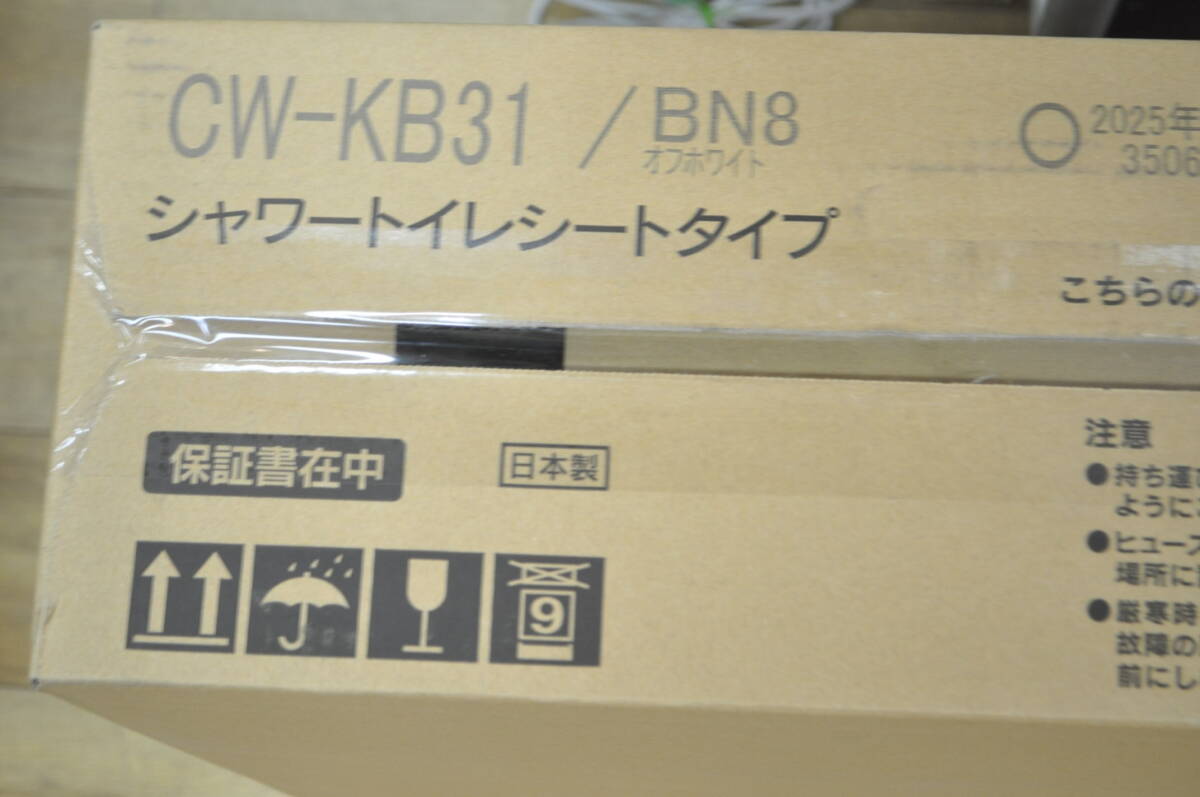 CW-KB31 / BN8
オフホワイト
2025年
3506
シャワートイレシートタイプ
こちらの
保証書在中
日本製
9
注意
●持ち運び
ように
●ヒューズ
場所に
●厳寒時
故障の
前にし